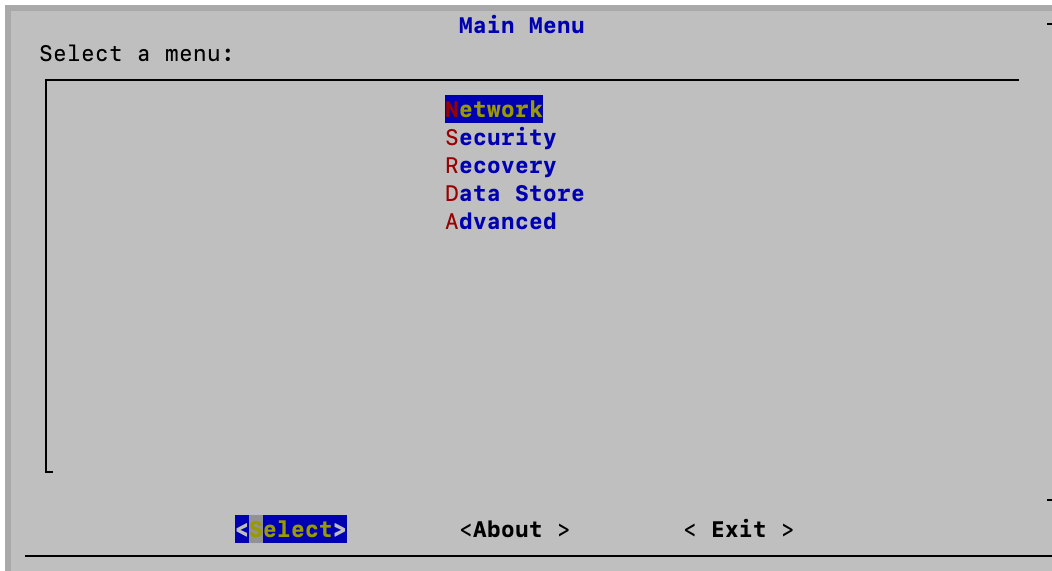 Main Menu
Select a menu:
Network
Security
Recovery
Data Store
Advanced
<Select> <About > < Exit >